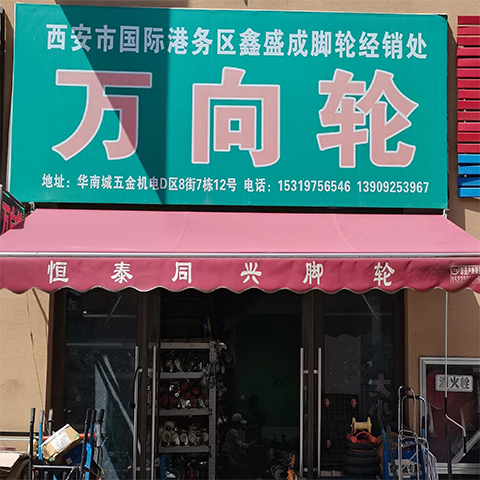 西安市国际港务区鑫盛成脚轮经销处
万向轮
地址：华南城五金机电D区8街7栋12号 电话：15319756546 13909253967
恒泰同兴脚轮
消火栓